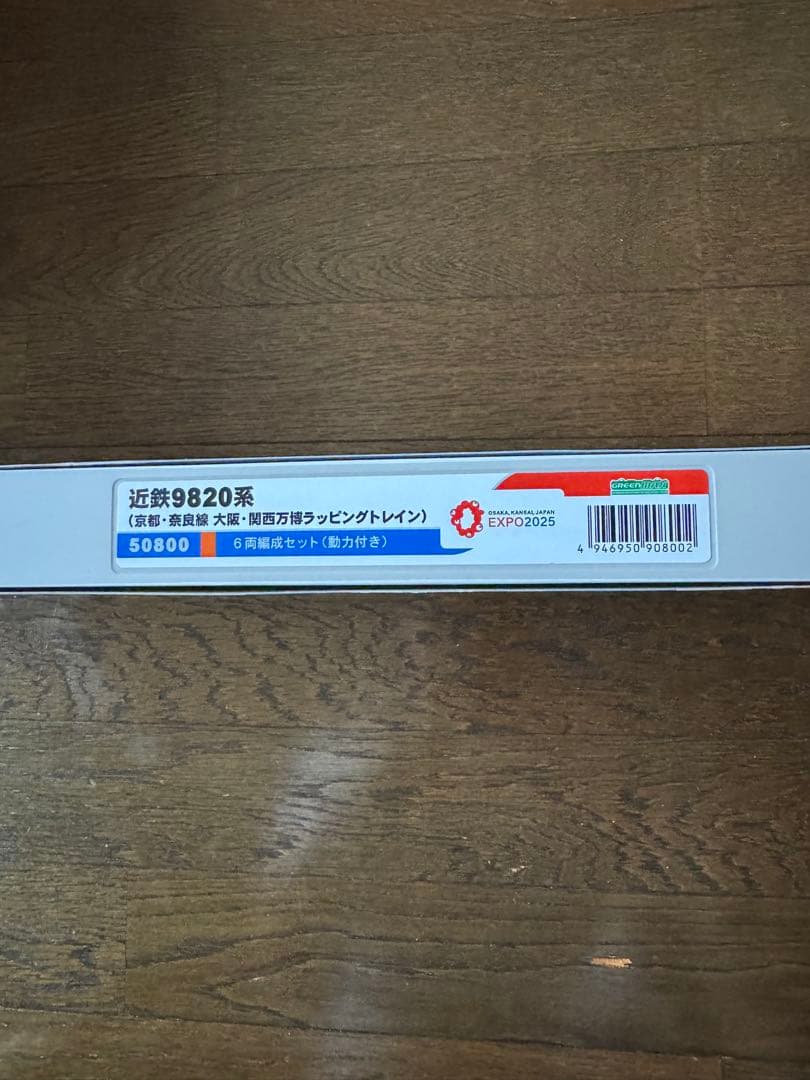 近鉄9820系
（京都・奈良線 大阪・関西万博ラッピングトレイン）
50800
6両編成セット（動力付き）
OSAKA, KANSAI, JAPAN
EXPO2025
GREENMAX
4 946950 908002